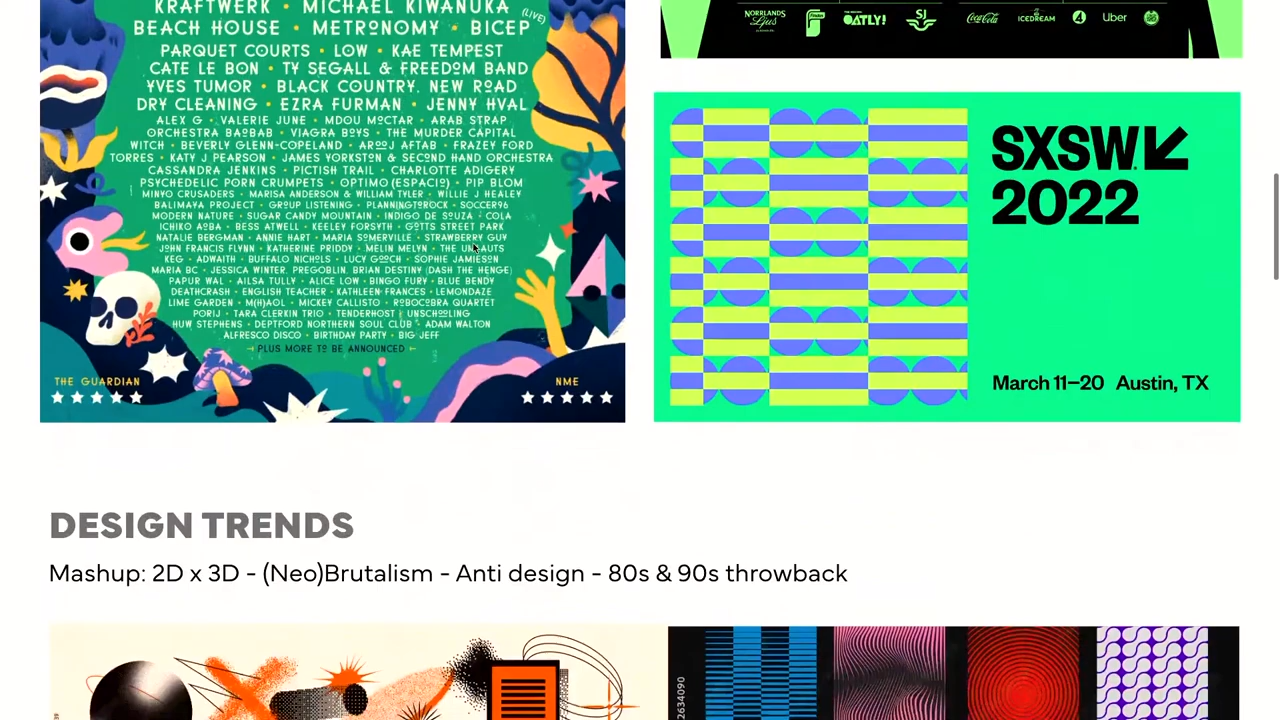 KRAFTWERK • MICHAEL KIWANUKA
BEACH HOUSE • METRONOMY • BICEP (LIVE)
PARQUET COURTS • LOW • KAE TEMPEST
CATE LE BON • TY SEGALL & FREEDOM BAND
YVES TUMOR • BLACK COUNTRY, NEW ROAD
DRY CLEANING • EZRA FURMAN • JENNY HVAL
ALEX G • VALERIE JUNE • MDOU MCTAR • ARAB STRAP
ORCHESTRA BAOBAB • VIAGRA BOYS • THE MURDER CAPITAL
WITCH • BEVERLY GLENN-COPELAND • AROOJ AFTAB • FRAZEY FORD
TORRES • KATY J PEARSON • JAMES YORKSTON & SECOND HAND ORCHESTRA
CASSANDRA JENKINS • PICTISH TRAIL • CHARLOTTE ADIGERY
PSYCHEDELIC PORN CRUMPETS • OPTIMO (ESPACIO) • PIP BLOM
MINYO CRUSADERS • MARISA ANDERSON & WILLIAM TYLER • WILLIE J HEALEY
BALIMAYA PROJECT • GROUP LISTENING • PLANNINGTOROCK • SOCCER96
MODERN NATURE • SUGAR CANDY MOUNTAIN • INDIGO DE SOUZA • COLA
ICHIKO AOBA • BESS ATWELL • KEELEY FORSYTH • GOTTS STREET PARK
NATALIE BERGMAN • ANNIE HART • MARIA SOMERVILLE • STRAWBERRY GUY
JOHN FRANCIS FLYNN • KATHERINE PRIDDY • MELIN MELYN • THE UMLAUTS
KEG • ADWAITH • BUFFALO NICHOLS • LUCY GOOCH • SOPHIE JAMIESON
MARIA BC • JESSICA WINTER, PREGOBLIN, BRIAN DESTINY (DASH THE HENGE)
PAPUR WAL • AILSA TULLY • ALICE LOW • BINGO FURY • BLUE BENDY
DEATHCRASH • ENGLISH TEACHER • KATHLEEN FRANCES • LEMONDAZE
LIME GARDEN • M(H)AOL • MICKEY CALLISTO • ROBOCOBRA QUARTET
PORIJ • TARA CLERKIN TRIO • TENDERHOST • UNSCHOOLING
HUW STEPHENS • DEPTFORD NORTHERN SOUL CLUB • ADAM WALTON
ALFRESCO DISCO • BIRTHDAY PARTY • BIG JEFF
PLUS MORE TO BE ANNOUNCED
THE GUARDIAN
NME
NORRLANDS Ljus
OATLY!
SJ
Coca-Cola
ICEDREAM
4
Uber
SXSW
2022
March 11–20 Austin, TX
DESIGN TRENDS
Mashup: 2D x 3D - (Neo)Brutalism - Anti design - 80s & 90s throwback
2634090